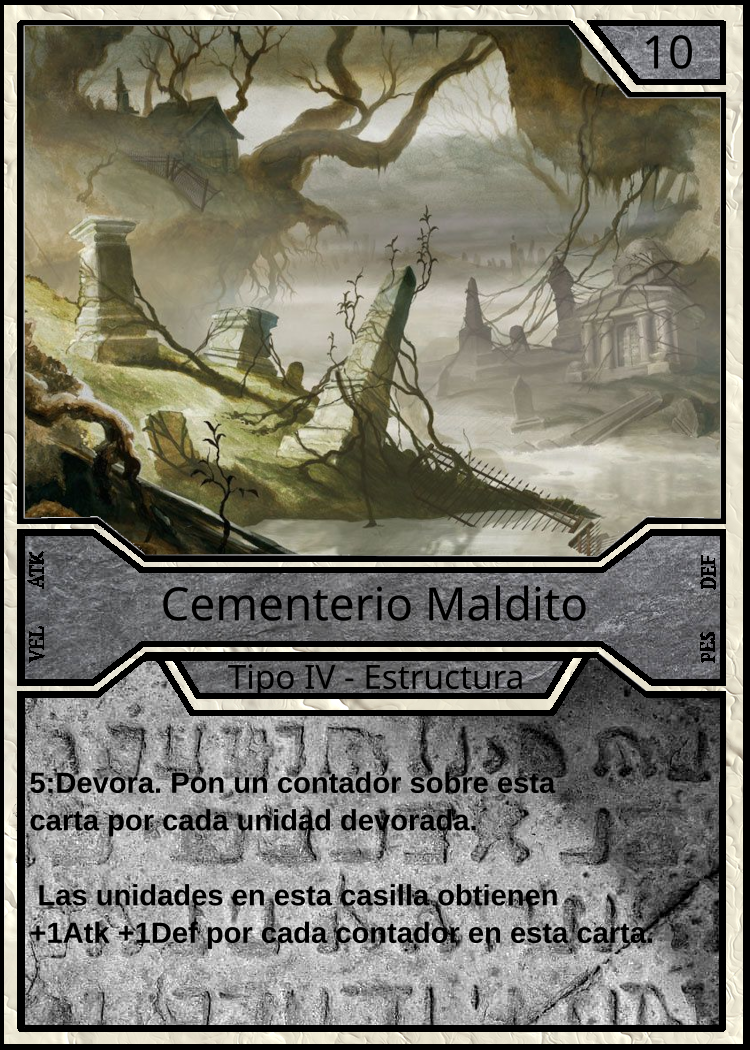 10
ATK
DEF
Cementerio Maldito
VEL
PES
Tipo IV - Estructura
5:Devora. Pon un contador sobre esta
carta por cada unidad devorada.
Las unidades en esta casilla obtienen
+1Atk +1Def por cada contador en esta carta.